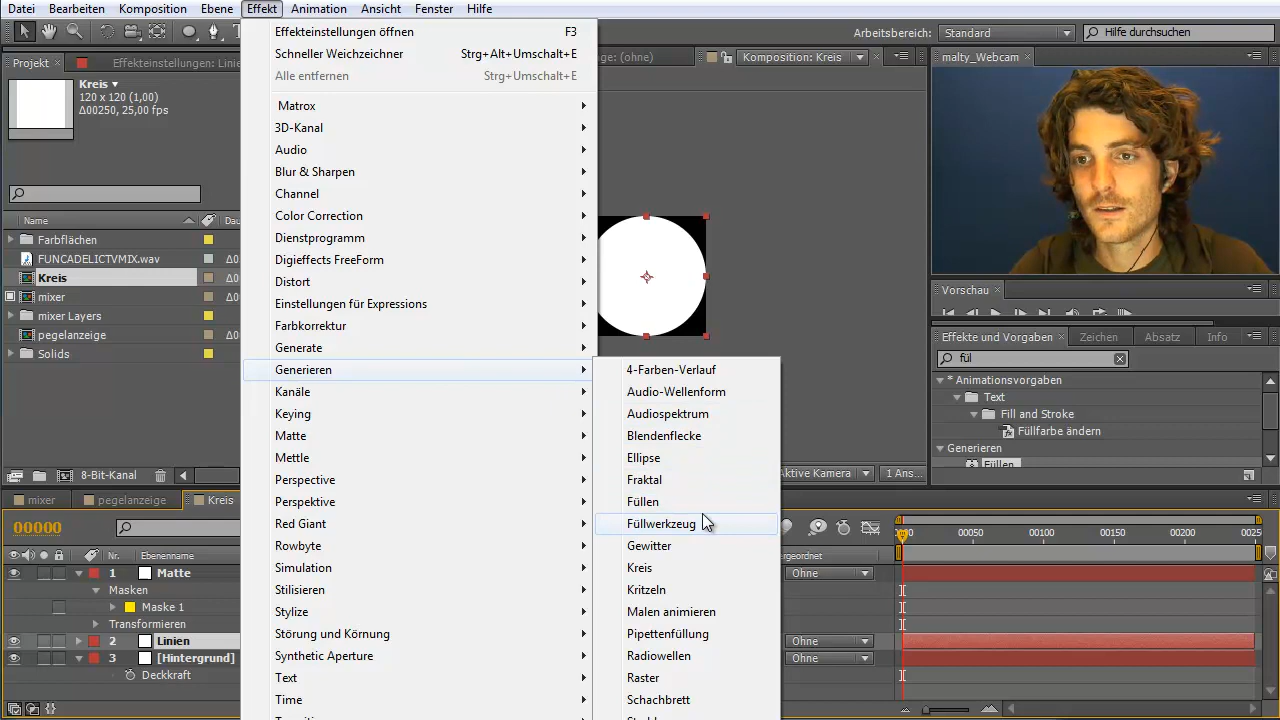 Datei Bearbeiten Komposition Ebene Effekt Animation Ansicht Fenster Hilfe
Arbeitsbereich: Standard Hilfe durchsuchen
Projekt Effekteinstellungen: Linie
Kreis
120 x 120 (1,00)
Δ00250, 25,00 fps
Name Dau
Farbflächen
FUNCADELICTVMIX.wav
Kreis
mixer
mixer Layers
pegelanzeige
Solids
8-Bit-Kanal
Effekteinstellungen öffnen F3
Schneller Weichzeichner Strg+Alt+Umschalt+E
Alle entfernen Strg+Umschalt+E
Matrox
3D-Kanal
Audio
Blur & Sharpen
Channel
Color Correction
Dienstprogramm
Digieffects FreeForm
Distort
Einstellungen für Expressions
Farbkorrektur
Generate
Generieren
Kanäle
Keying
Matte
Mettle
Perspective
Perspektive
Red Giant
Rowbyte
Simulation
Stilisieren
Stylize
Störung und Körnung
Synthetic Aperture
Text
Time
4-Farben-Verlauf
Audio-Wellenform
Audiospektrum
Blendenflecke
Ellipse
Fraktal
Füllen
Füllwerkzeug
Gewitter
Kreis
Kritzeln
Malen animieren
Pipettenfüllung
Radiowellen
Raster
Schachbrett
(ohne) Komposition: Kreis
Aktive Kamera 1 Ans...
malty_Webcam
Vorschau
Effekte und Vorgaben Zeichen Absatz Info
fül
* Animationsvorgaben
Text
Fill and Stroke
Füllfarbe ändern
Generieren
Füllen
mixer pegelanzeige Kreis
00000
Nr. Ebenenname
1 Matte
Masken
Maske 1
Transformieren
2 Linien
3 [Hintergrund]
Deckkraft
Ohne
Ohne
Ohne
00050 00100 00150 00200 0025